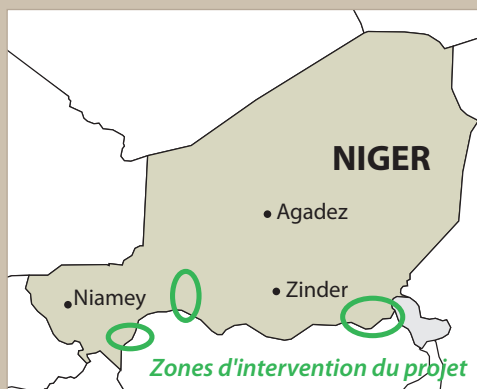 NIGER
Agadez
Zinder
Niamey
Zones d'intervention du projet